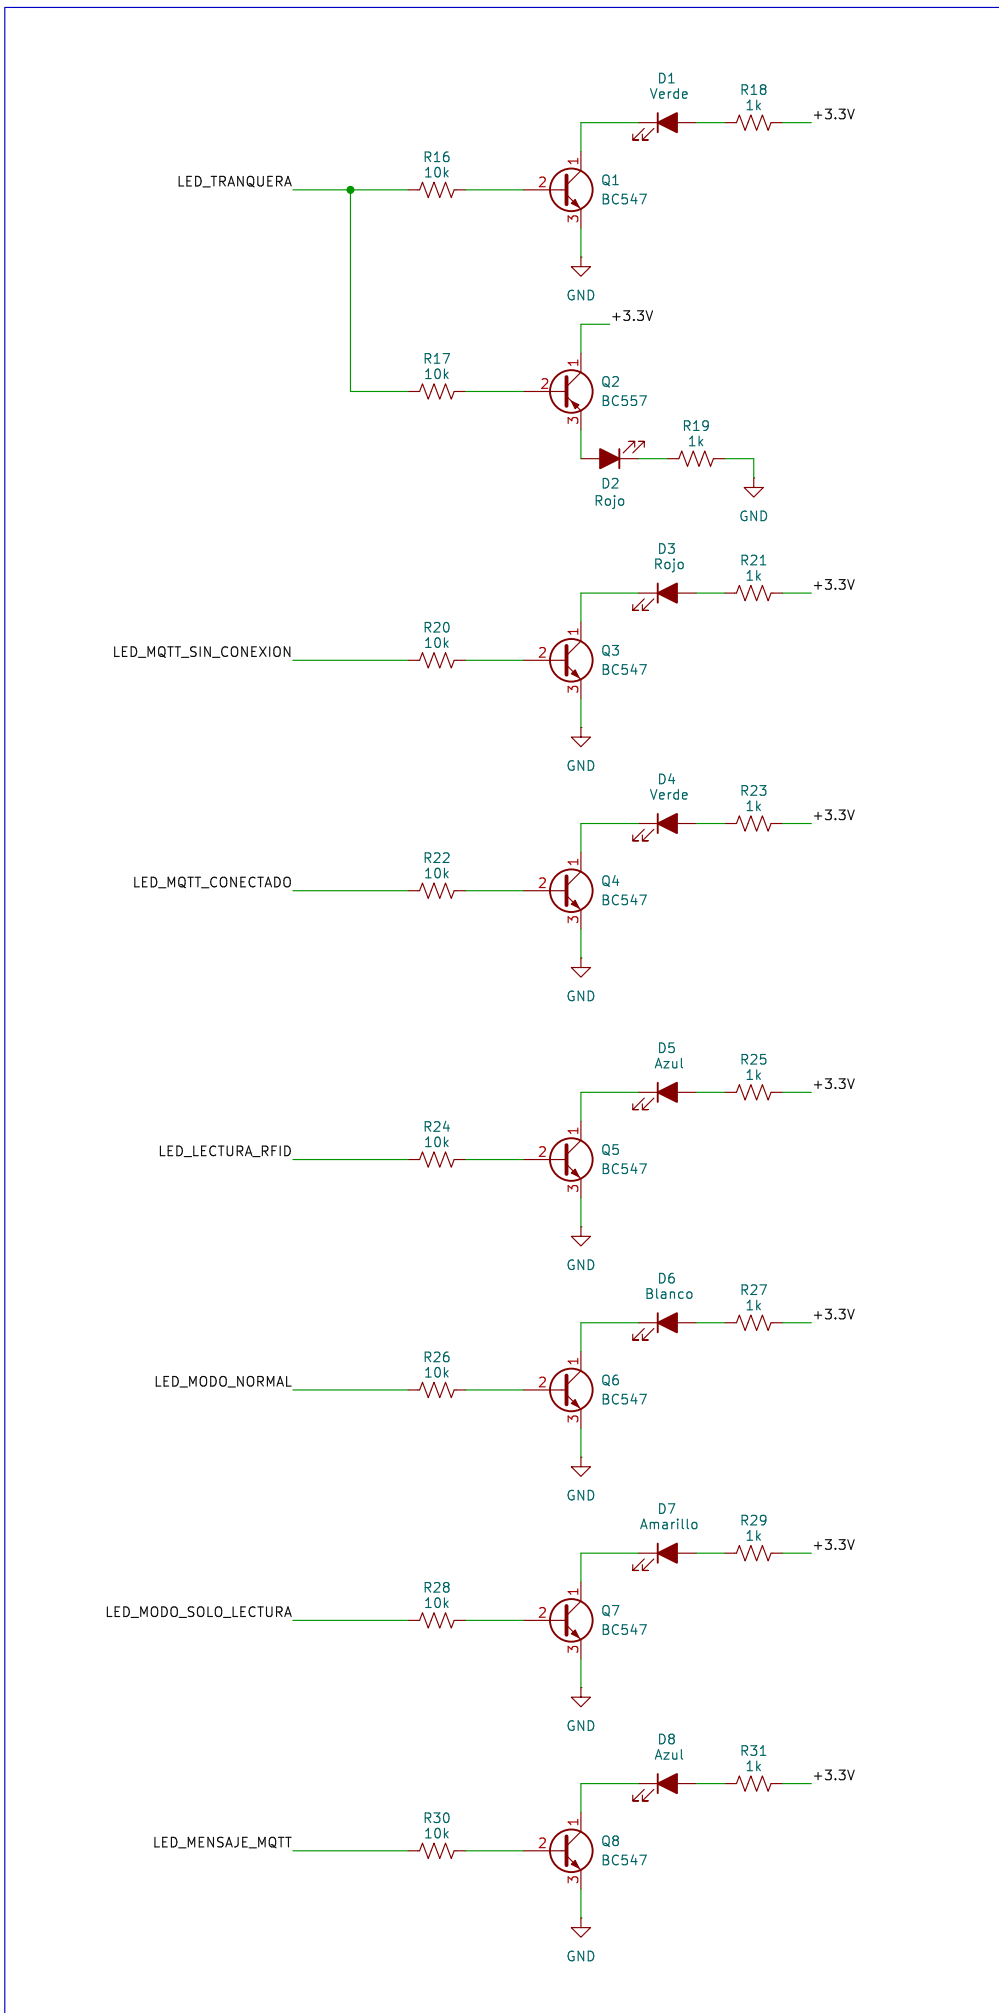 D1
Verde
R18
1k
+3.3V
LED_TRANQUERA
R16
10k
2
1
3
Q1
BC547
GND
+3.3V
R17
10k
2
1
3
Q2
BC557
R19
1k
D2
Rojo
GND
D3
Rojo
R21
1k
+3.3V
LED_MQTT_SIN_CONEXION
R20
10k
2
1
3
Q3
BC547
GND
D4
Verde
R23
1k
+3.3V
LED_MQTT_CONECTADO
R22
10k
2
1
3
Q4
BC547
GND
D5
Azul
R25
1k
+3.3V
LED_LECTURA_RFID
R24
10k
2
1
3
Q5
BC547
GND
D6
Blanco
R27
1k
+3.3V
LED_MODO_NORMAL
R26
10k
2
1
3
Q6
BC547
GND
D7
Amarillo
R29
1k
+3.3V
LED_MODO_SOLO_LECTURA
R28
10k
2
1
3
Q7
BC547
GND
D8
Azul
R31
1k
+3.3V
LED_MENSAJE_MQTT
R30
10k
2
1
3
Q8
BC547
GND